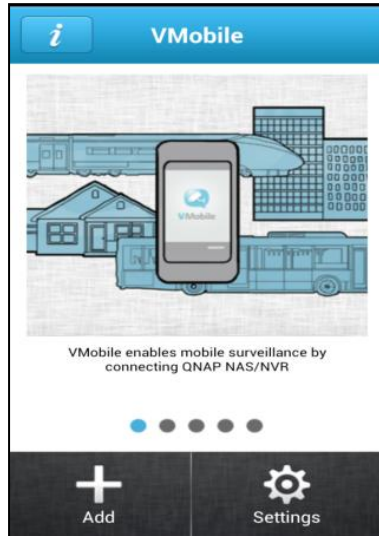 i
VMobile
VMobile
VMobile enables mobile surveillance by
connecting QNAP NAS/NVR
Add
Settings